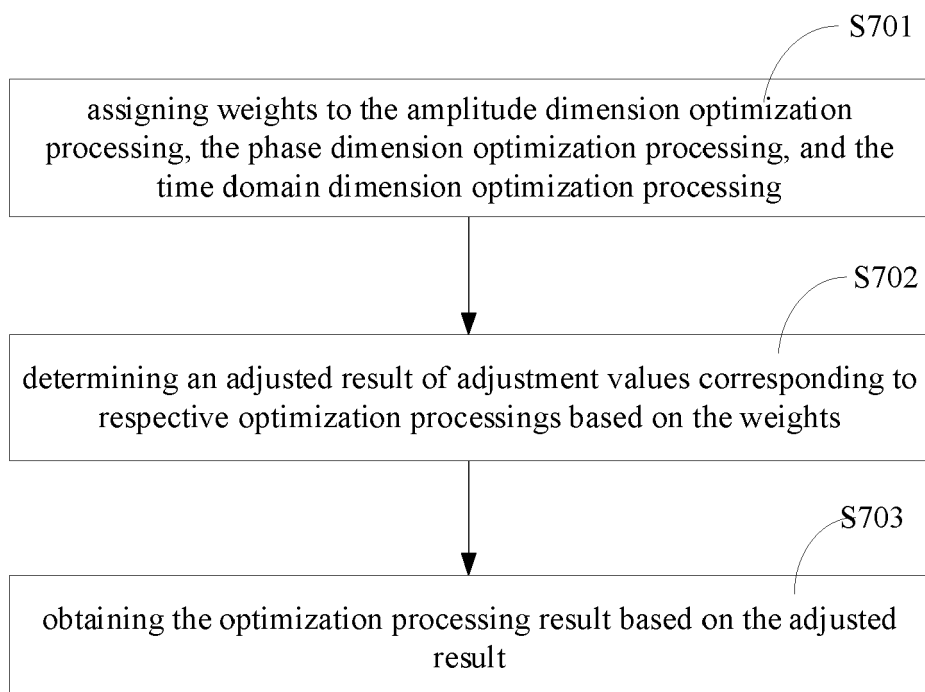 S701
assigning weights to the amplitude dimension optimization
processing, the phase dimension optimization processing, and the
time domain dimension optimization processing
S702
determining an adjusted result of adjustment values corresponding to
respective optimization processings based on the weights
S703
obtaining the optimization processing result based on the adjusted
result